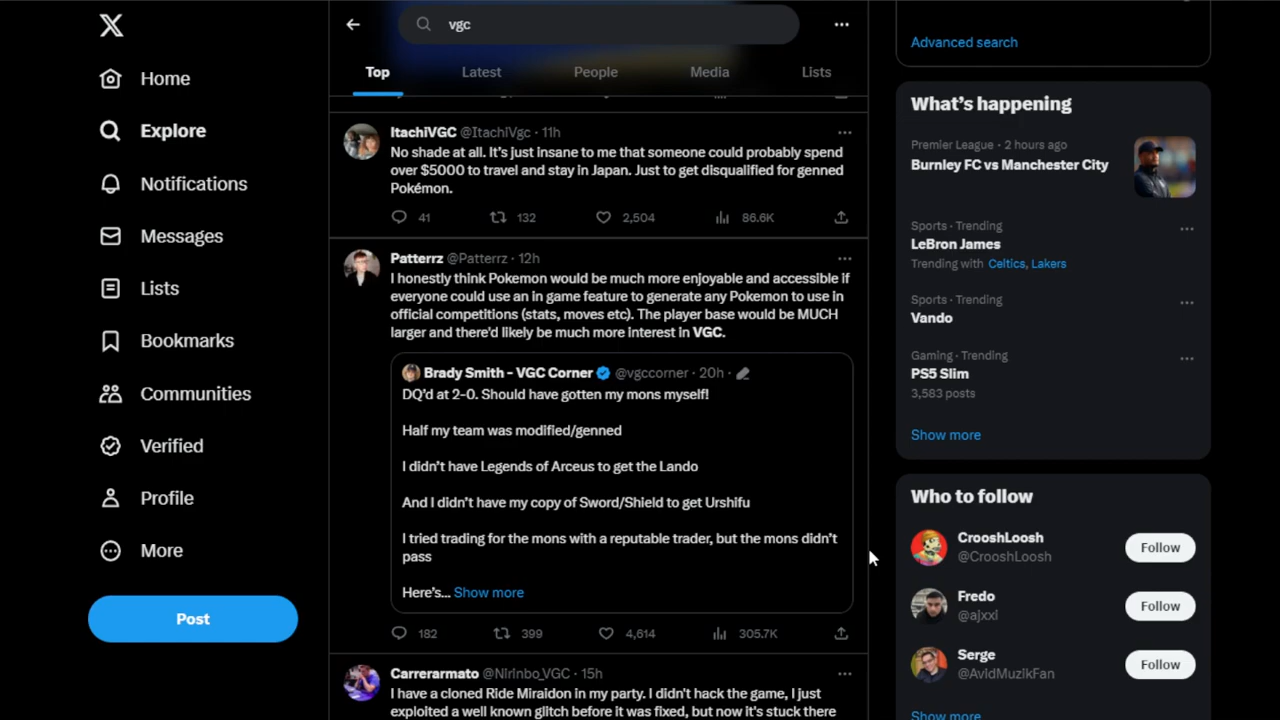 X
Home
Explore
Notifications
Messages
Lists
Bookmarks
Communities
Verified
Profile
More
Post
vgc
Top
Latest
People
Media
Lists
ItachiVGC @ItachiVgc · 11h
No shade at all. It's just insane to me that someone could probably spend
over $5000 to travel and stay in Japan. Just to get disqualified for genned
Pokémon.
41
132
2,504
86.6K
Patterrz @Patterrz · 12h
I honestly think Pokemon would be much more enjoyable and accessible if
everyone could use an in game feature to generate any Pokemon to use in
official competitions (stats, moves etc). The player base would be MUCH
larger and there'd likely be much more interest in VGC.
Brady Smith - VGC Corner @vgccorner · 20h
DQ'd at 2-0. Should have gotten my mons myself!
Half my team was modified/genned
I didn't have Legends of Arceus to get the Lando
And I didn't have my copy of Sword/Shield to get Urshifu
I tried trading for the mons with a reputable trader, but the mons didn't
pass
Here's... Show more
182
399
4,614
305.7K
Carrerarmato @Nirinbo_VGC · 15h
I have a cloned Ride Miraidon in my party. I didn't hack the game, I just
exploited a well known glitch before it was fixed, but now it's stuck there
Advanced search
What's happening
Premier League · 2 hours ago
Burnley FC vs Manchester City
Sports · Trending
LeBron James
Trending with Celtics, Lakers
Sports · Trending
Vando
Gaming · Trending
PS5 Slim
3,583 posts
Show more
Who to follow
CrooshLoosh
@CrooshLoosh
Follow
Fredo
@ajxxl
Follow
Serge
@AvidMuzikFan
Follow
Show more